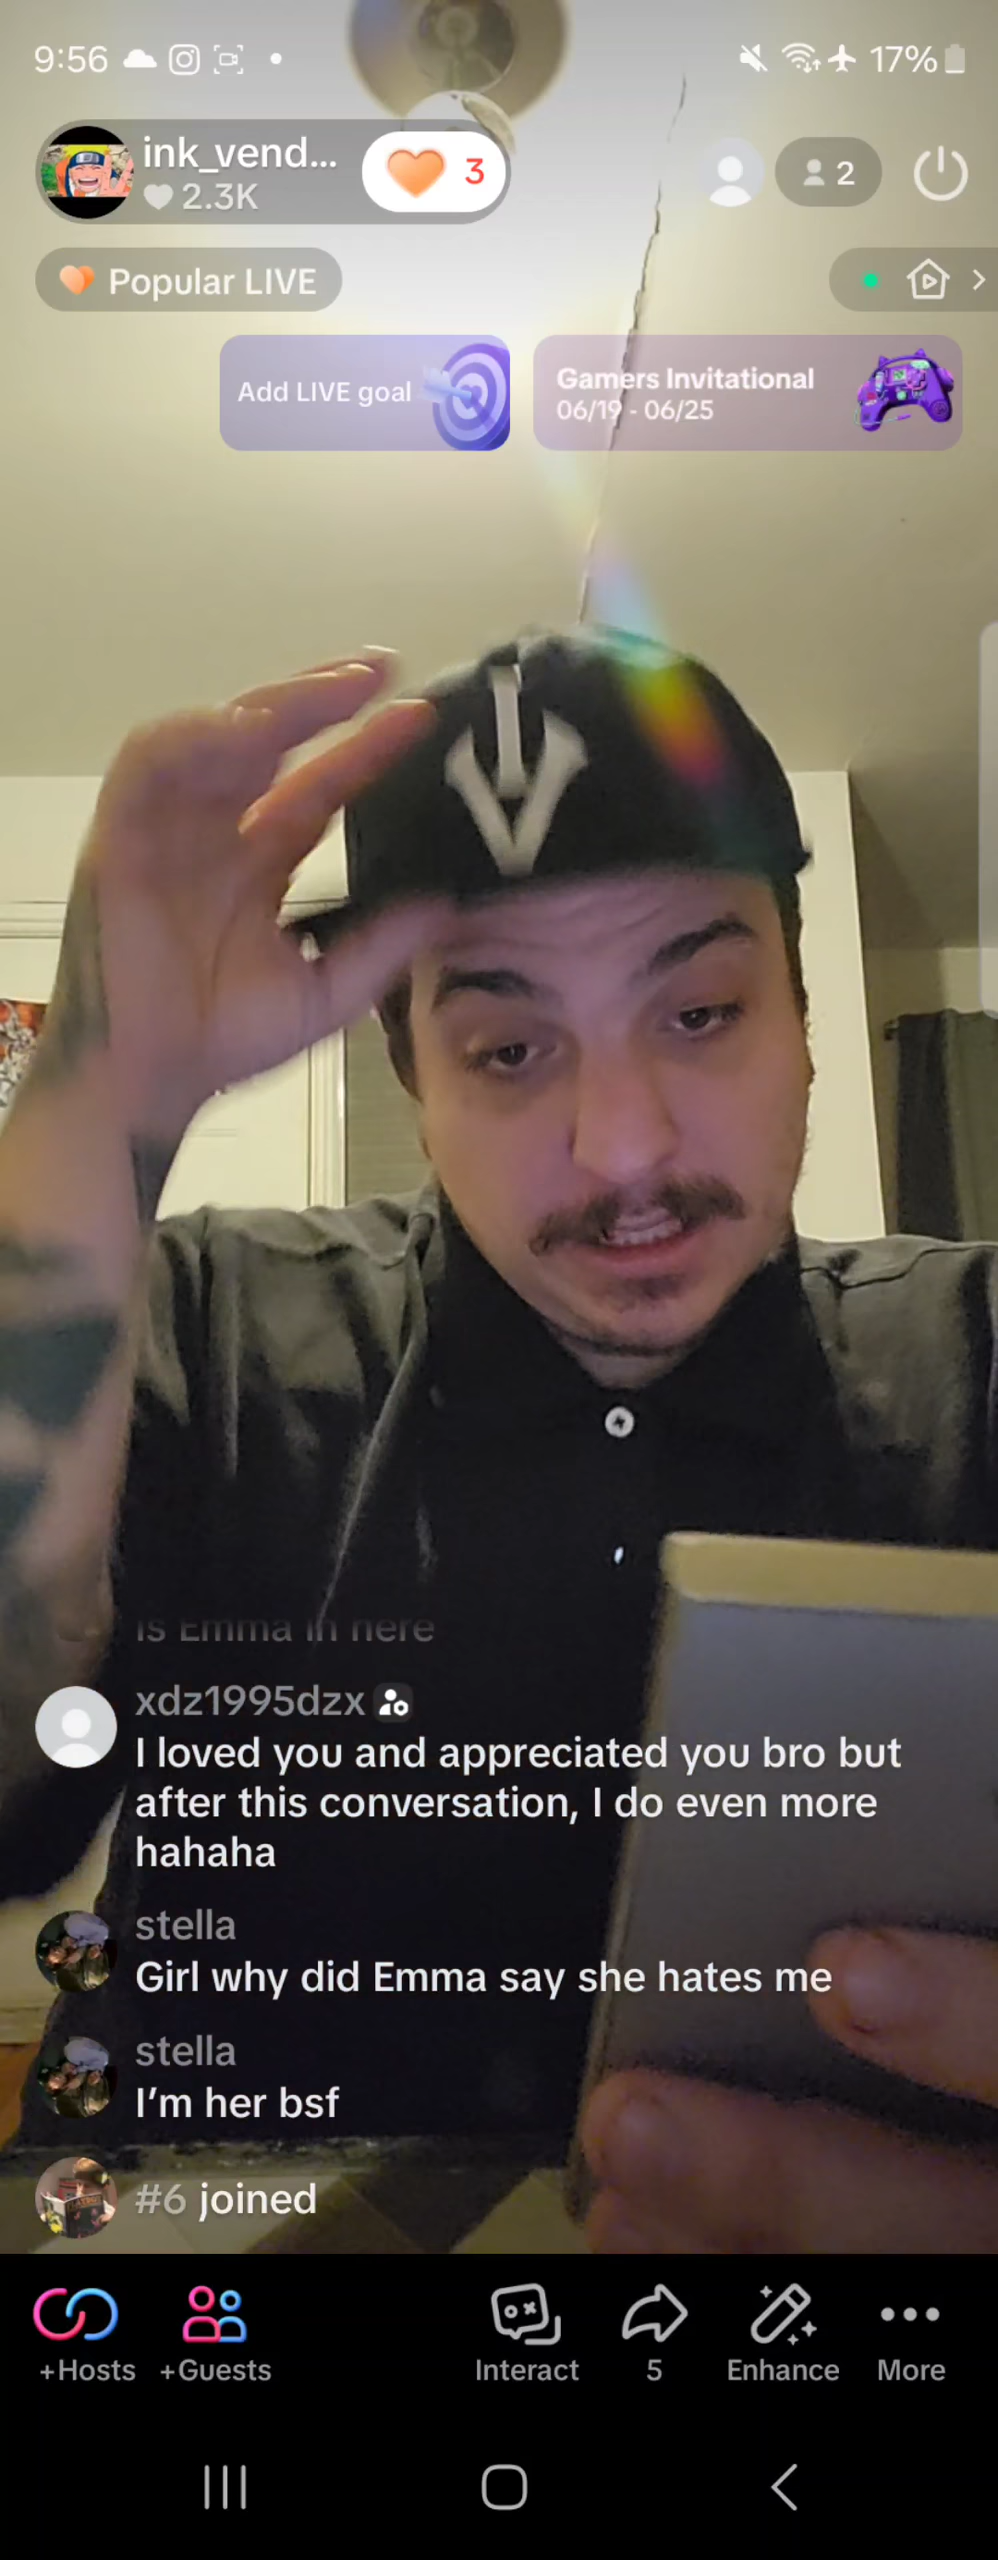 9:56
17%
ink_vend...
2.3K
3
2
Popular LIVE
Add LIVE goal
Gamers Invitational
06/19 - 06/25
is Emma in here
xdz1995dzx
I loved you and appreciated you bro but
after this conversation, I do even more
hahaha
stella
Girl why did Emma say she hates me
stella
I’m her bsf
#6 joined
+Hosts
+Guests
Interact
5
Enhance
More